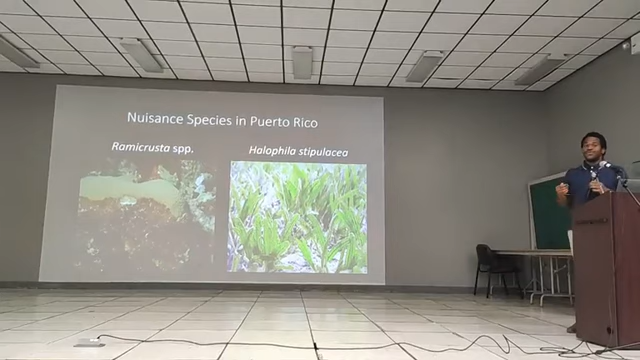 Nuisance Species in Puerto Rico
Ramicrusta spp.
Halophila stipulacea